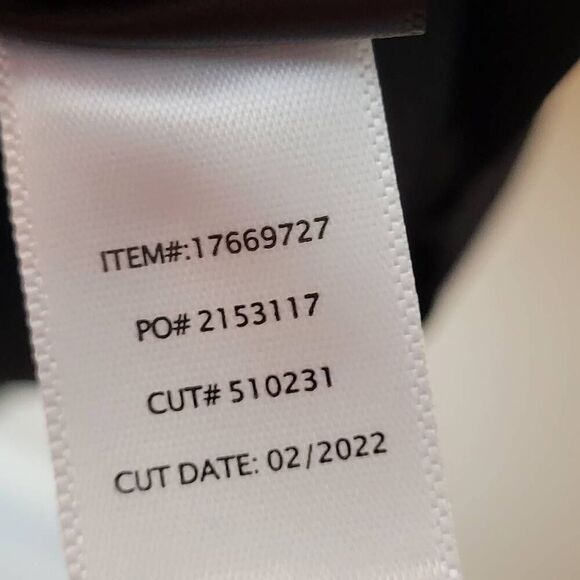 ITEM#:17669727
PO# 2153117
CUT# 510231
CUT DATE: 02/2022